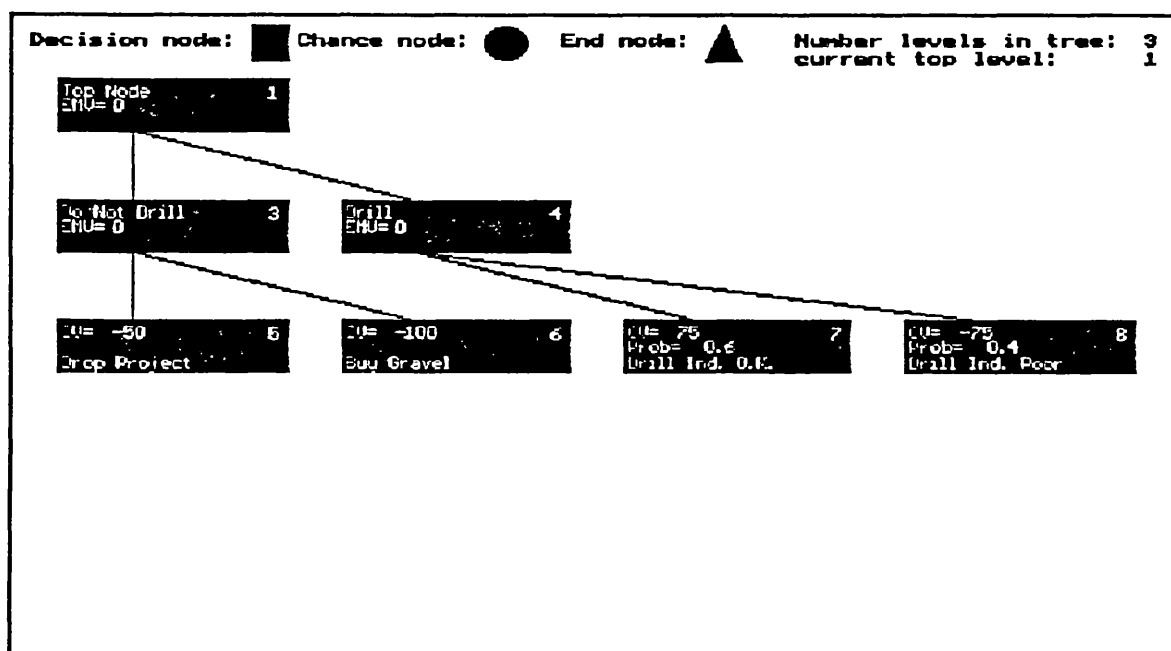 Decision node: Chance node: End node: Number levels in tree: 3
current top level: 1
Top Node 1
EMV= 0
Do Not Drill 3
EMV= 0
Drill 4
EMV= 0
CV= -50 5
Drop Project
CV= -100 6
Buy Gravel
CV= 75 7
Prob= 0.6
Drill Ind. O.K.
CV= -75 8
Prob= 0.4
Drill Ind. Poor